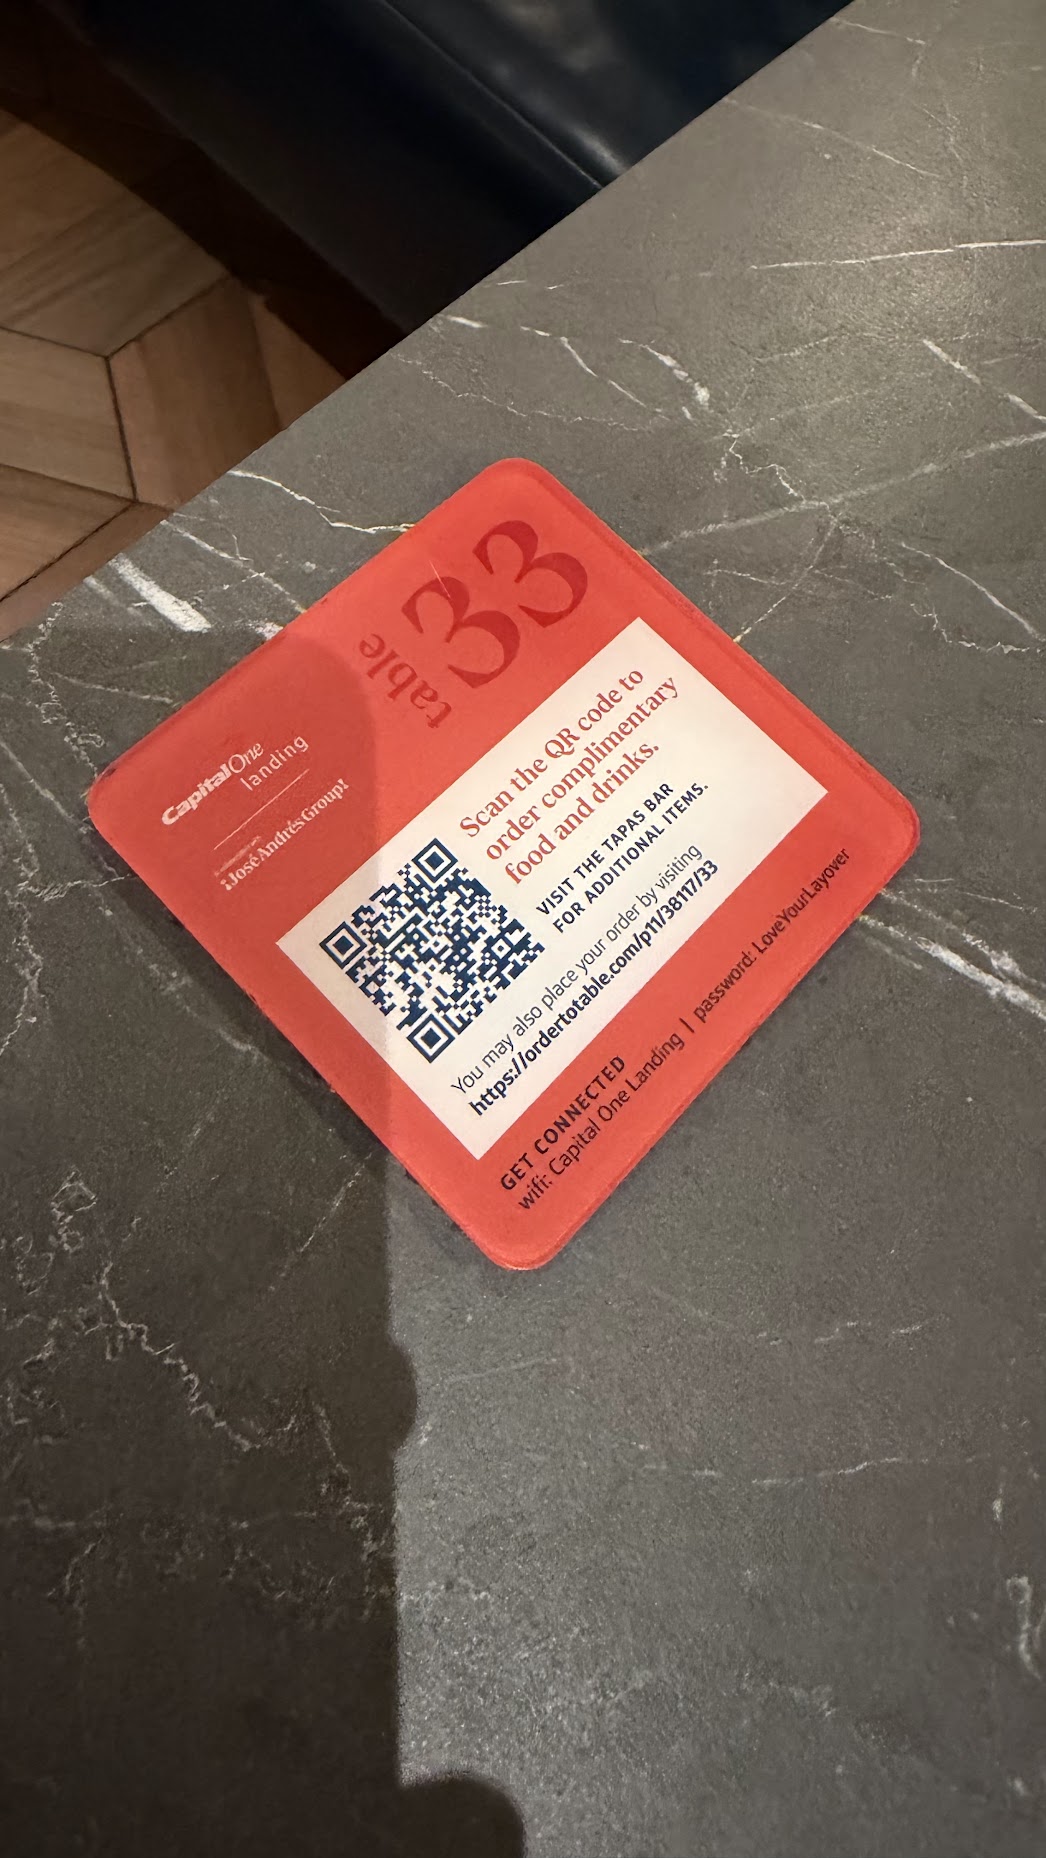 table
33
Capital One
landing
¡José Andrés Group!
Scan the QR code to
order complimentary
food and drinks.
VISIT THE TAPAS BAR
FOR ADDITIONAL ITEMS.
You may also place your order by visiting
https://ordertotable.com/p11/38117/33
GET CONNECTED
wifi: Capital One Landing | password: LoveYourLayover